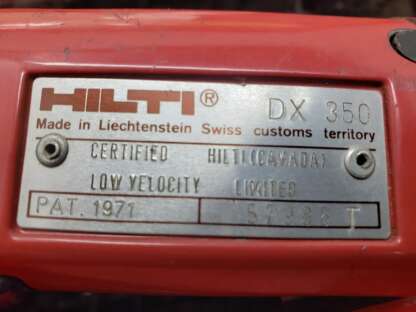 HILTI® DX 350
Made in Liechtenstein Swiss customs territory
CERTIFIED HILTI(CANADA)
LOW VELOCITY LIMITED
PAT. 1971 T